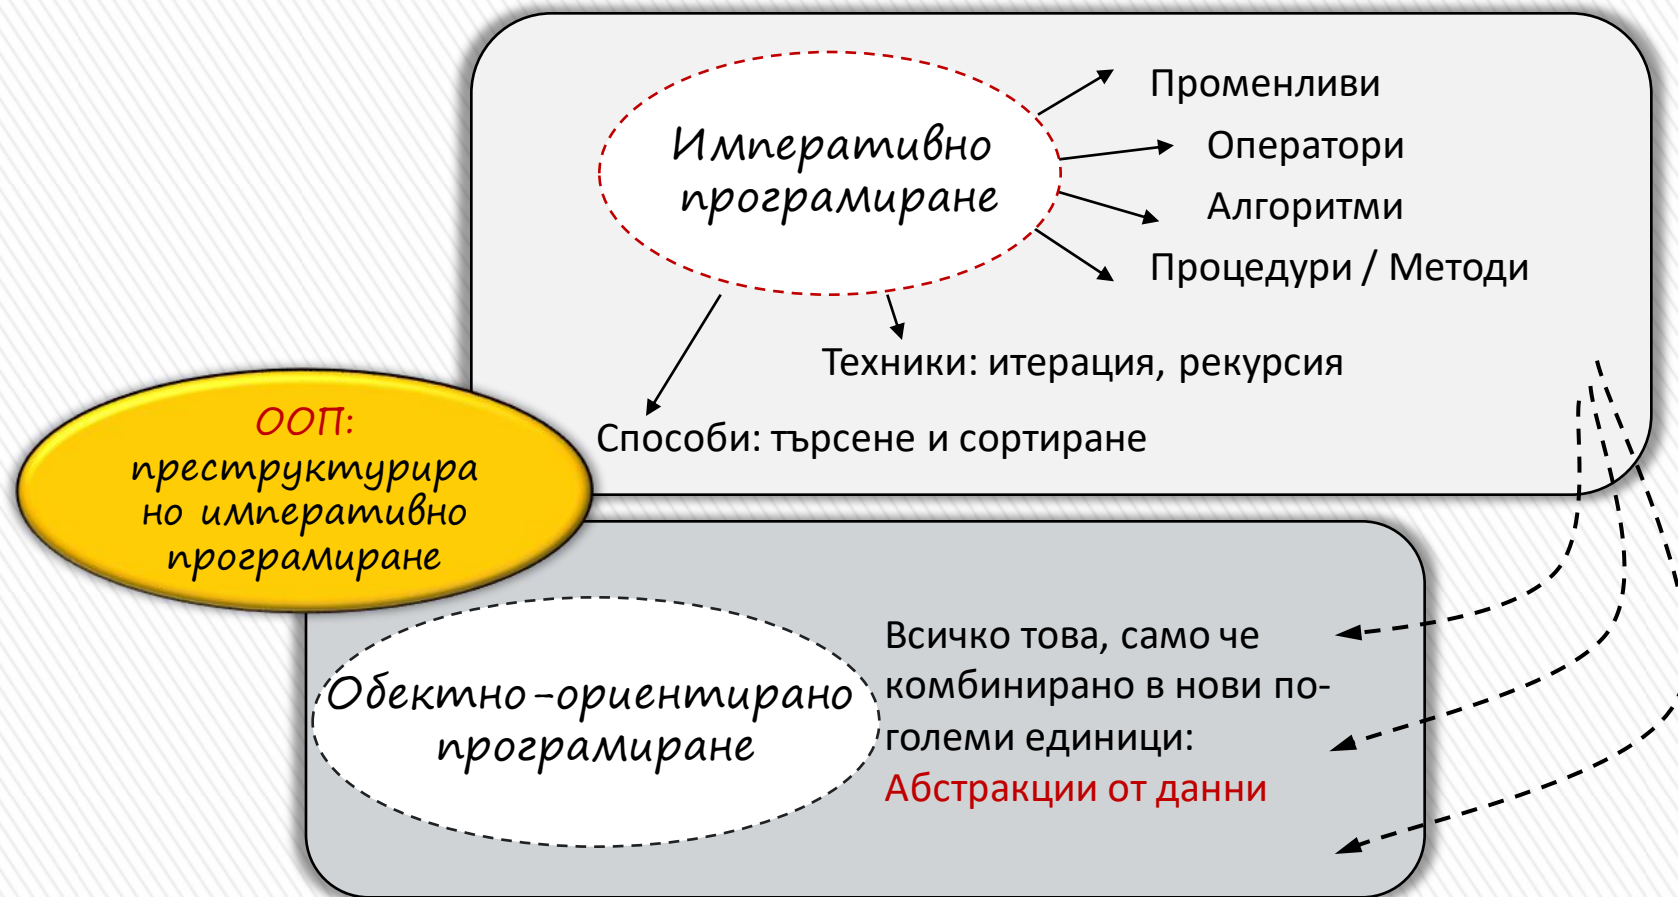 Императивно
програмиране
Променливи
Оператори
Алгоритми
Процедури / Методи
Техники: итерация, рекурсия
Способи: търсене и сортиране
ООП:
преструктурира
но императивно
програмиране
Обектно-ориентирано
програмиране
Всичко това, само че
комбинирано в нови по-
големи единици:
Абстракции от данни